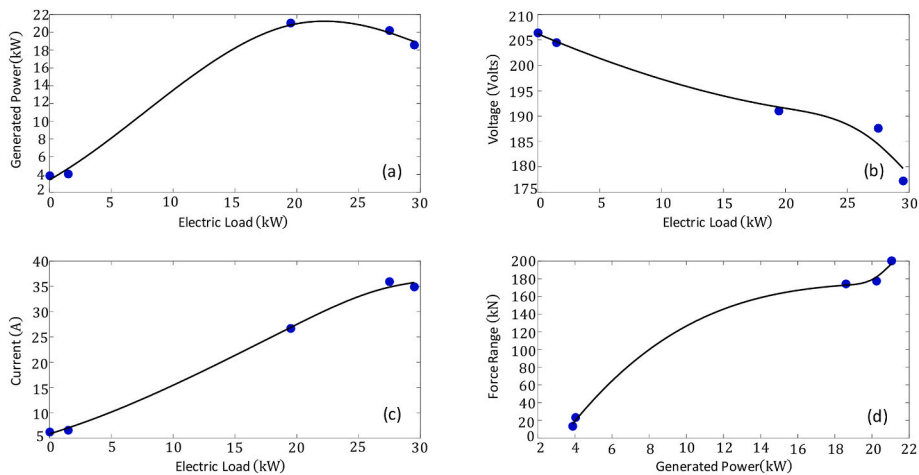 22
20
18
16
14
12
10
8
6
4
2
Generated Power(kW)
(a)
0 5 10 15 20 25 30
Electric Load (kW)
210
205
200
195
190
185
180
175
Voltage (Volts)
(b)
0 5 10 15 20 25 30
Electric Load (kW)
40
35
30
25
20
15
10
5
Current (A)
(c)
0 5 10 15 20 25 30
Electric Load (kW)
200
180
160
140
120
100
80
60
40
20
0
Force Range (kN)
(d)
2 4 6 8 10 12 14 16 18 20 22
Generated Power(kW)